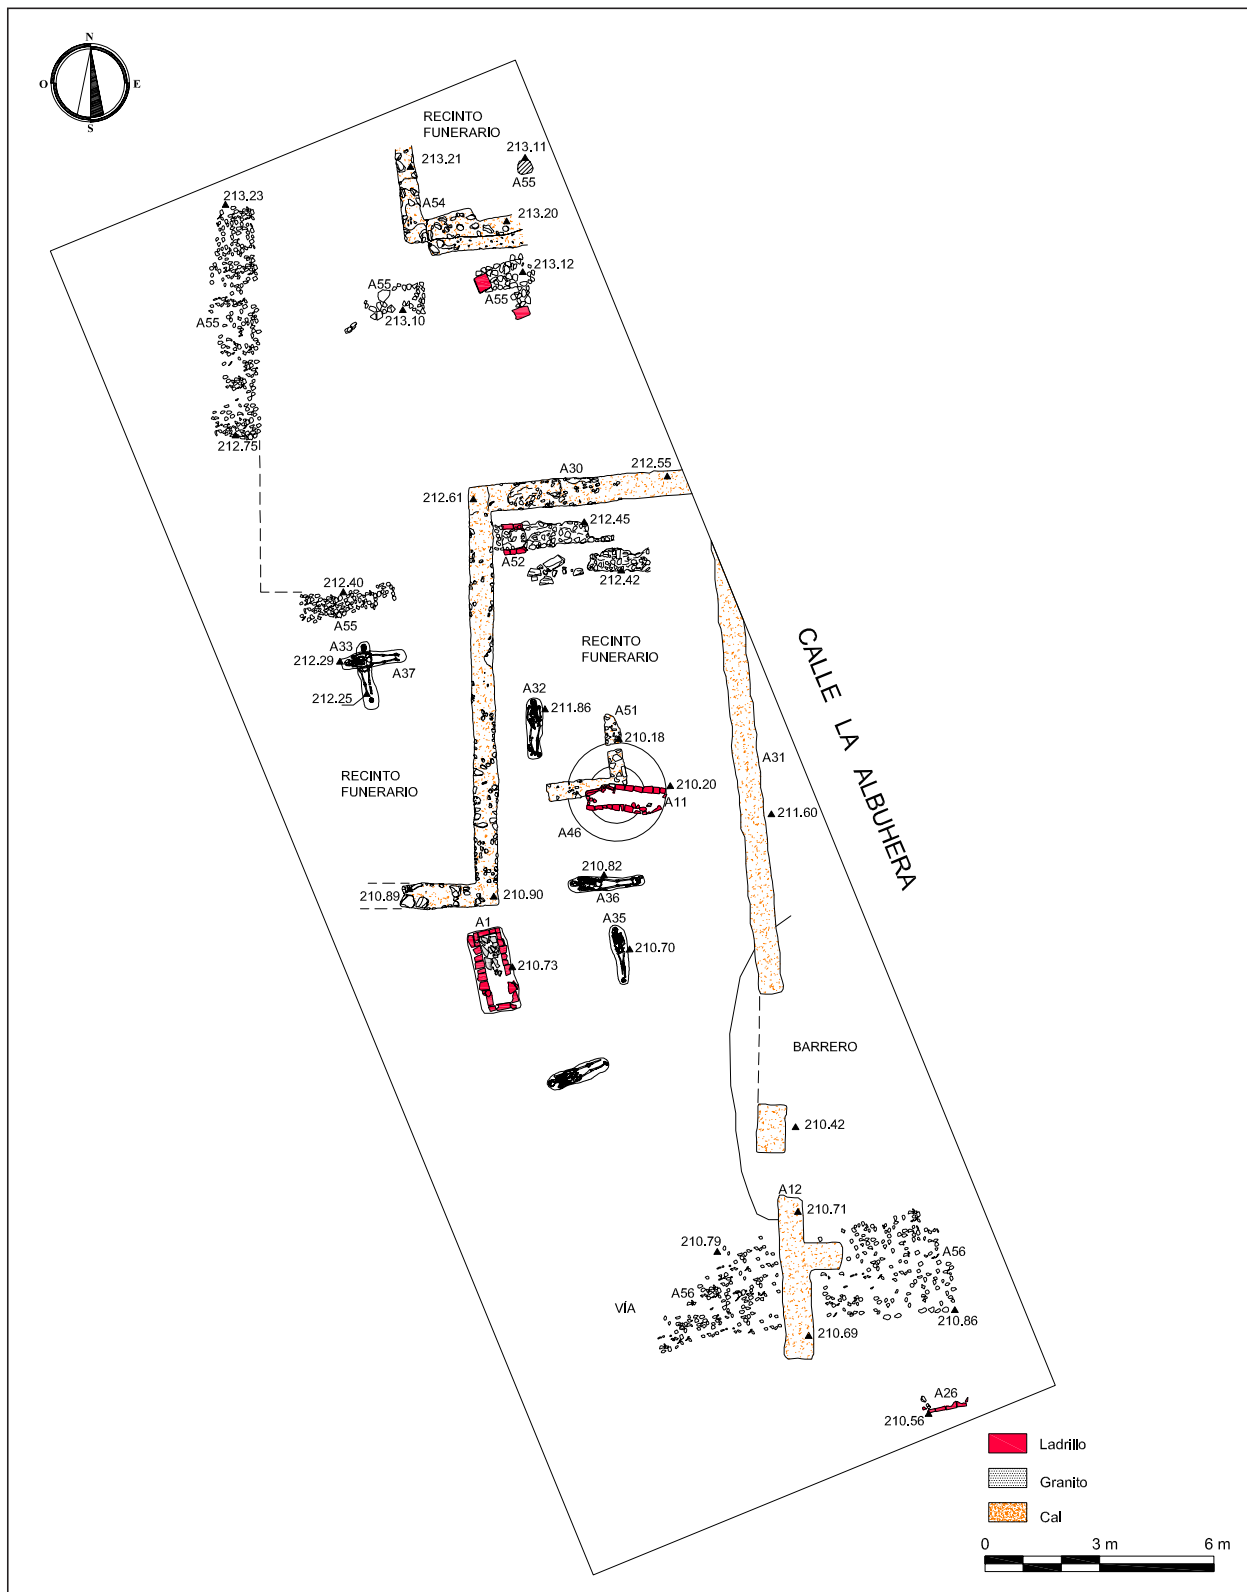 N
O
E
S
RECINTO
FUNERARIO
213.21
213.11
A55
213.23
A54
213.20
213.12
A55
A55
213.10
A55
212.75
A30
212.55
212.61
212.45
A52
212.42
212.40
A55
RECINTO
FUNERARIO
A33
212.29
A37
212.25
A32
211.86
A51
210.18
CALLE LA ALBUHERA
A31
RECINTO
FUNERARIO
210.20
A11
211.60
A46
210.82
A36
210.89
210.90
A1
A35
210.70
210.73
BARRERO
210.42
A12
210.71
210.79
A56
A56
VÍA
210.86
210.69
A26
210.56
Ladrillo
Granito
Cal
0 3 m 6 m